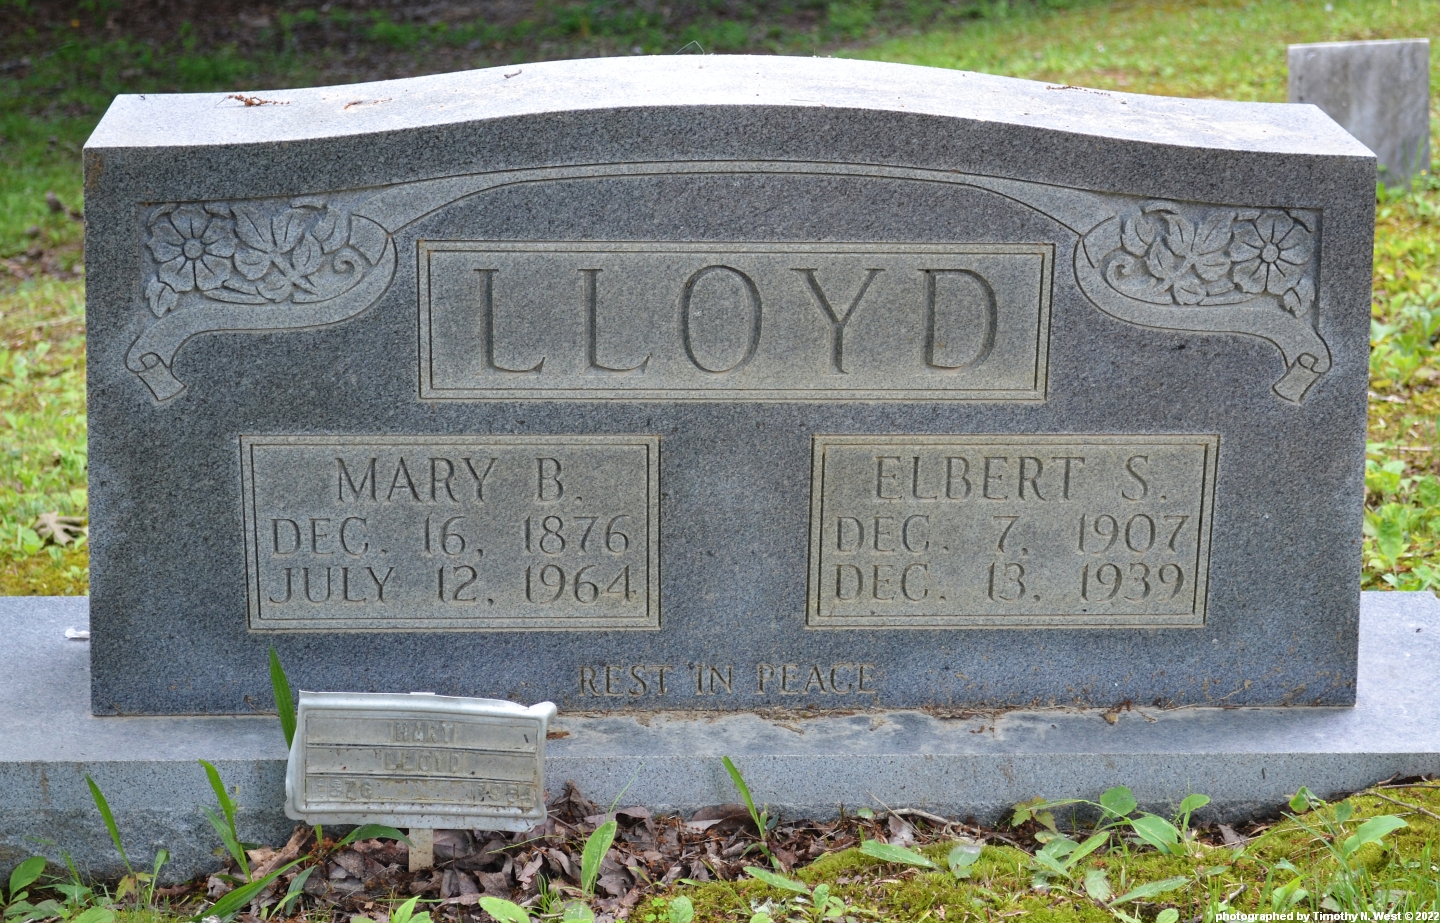 LLOYD
MARY B.
DEC. 16, 1876
JULY 12, 1964
ELBERT S.
DEC. 7, 1907
DEC. 13, 1939
REST IN PEACE
MARY
LLOYD
photographed by Timothy N. West © 2022